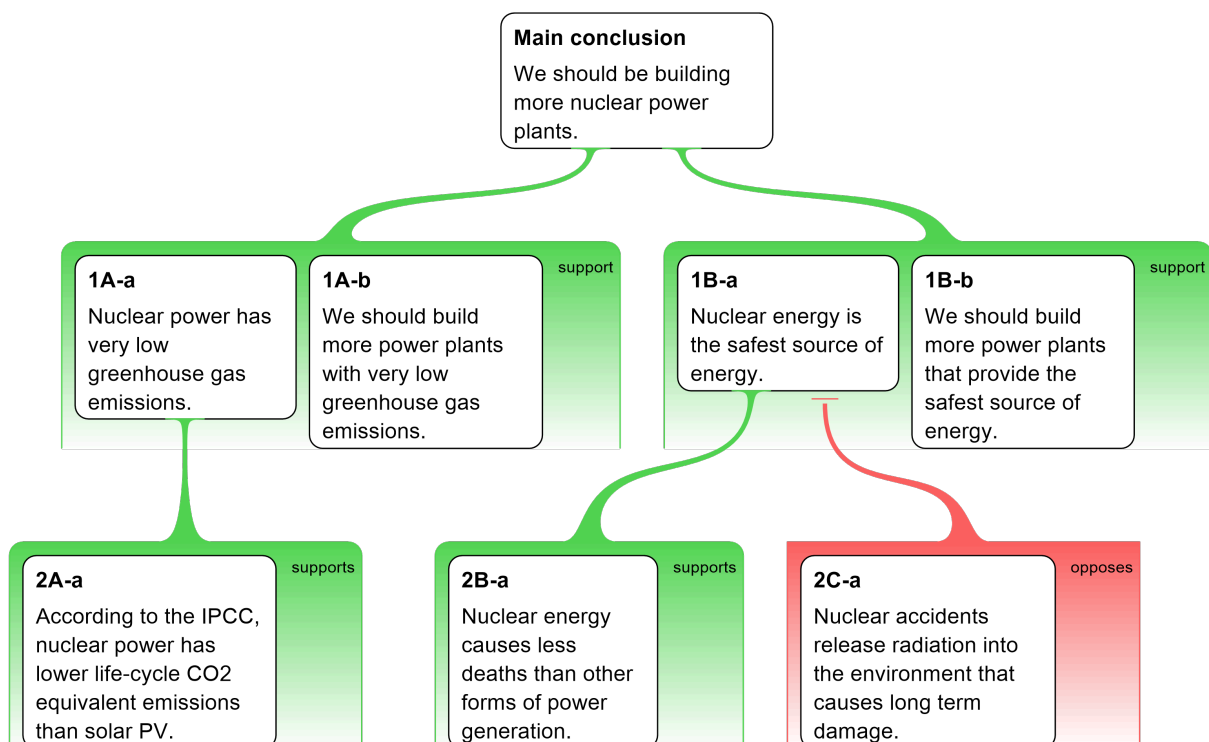 Main conclusion
We should be building
more nuclear power
plants.
support
1A-a
Nuclear power has
very low
greenhouse gas
emissions.
1A-b
We should build
more power plants
with very low
greenhouse gas
emissions.
support
1B-a
Nuclear energy is
the safest source of
energy.
1B-b
We should build
more power plants
that provide the
safest source of
energy.
supports
2A-a
According to the IPCC,
nuclear power has
lower life-cycle CO2
equivalent emissions
than solar PV.
supports
2B-a
Nuclear energy
causes less
deaths than other
forms of power
generation.
opposes
2C-a
Nuclear accidents
release radiation into
the environment that
causes long term
damage.